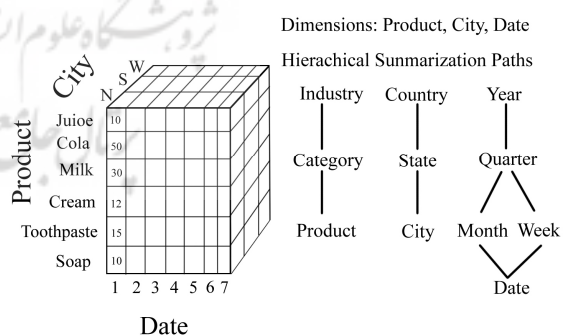 Dimensions: Product, City, Date
Hierachical Sunmarization Paths
City
N S W
Product
Juioe 10
Cola 50
Milk 30
Cream 12
Toothpaste 15
Soap 10
1 2 3 4 5 6 7
Date
Industry Country Year
Category State Quarter
Product City Month Week
Date